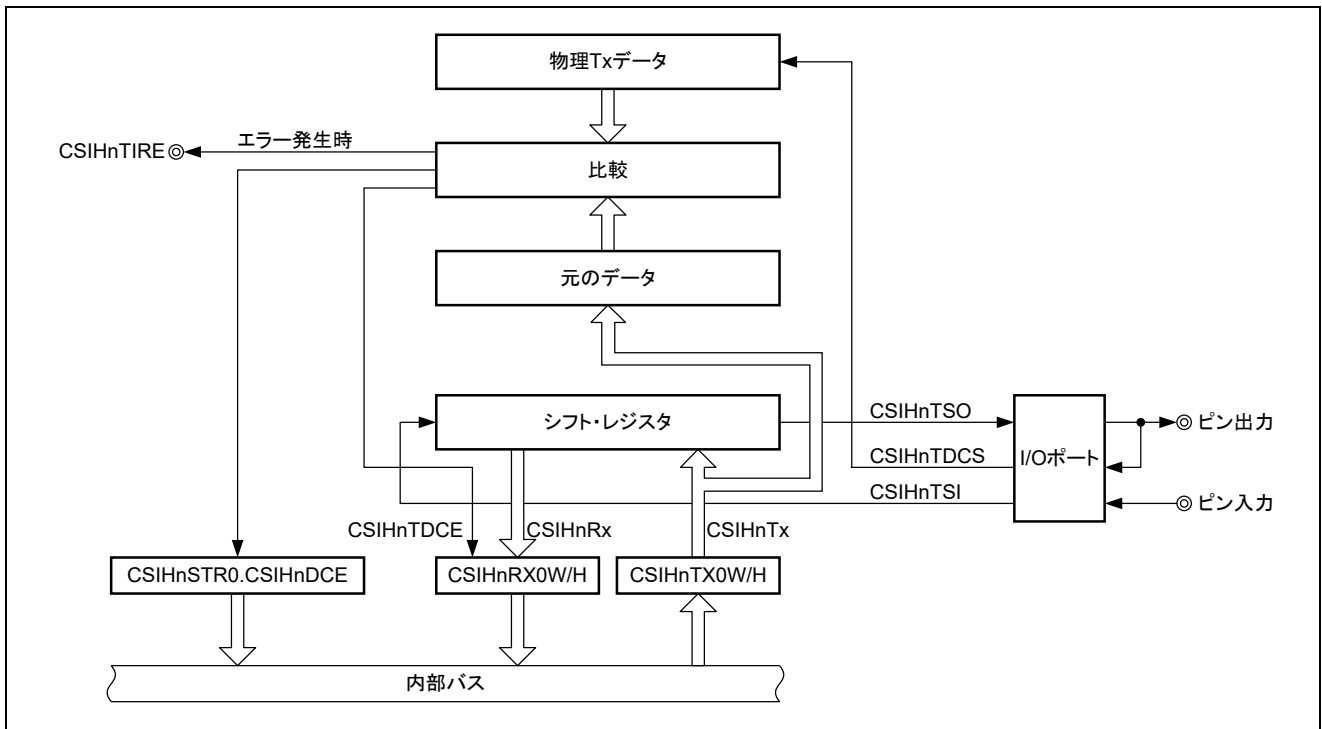 物理Txデータ
エラー発生時
CSIHnTIRE
比較
元のデータ
シフト・レジスタ
CSIHnTSO
ピン出力
CSIHnTDCS
I/Oポート
CSIHnTSI
ピン入力
CSIHnTDCE
CSIHnRx
CSIHnTx
CSIHnSTR0.CSIHnDCE
CSIHnRX0W/H
CSIHnTX0W/H
内部バス